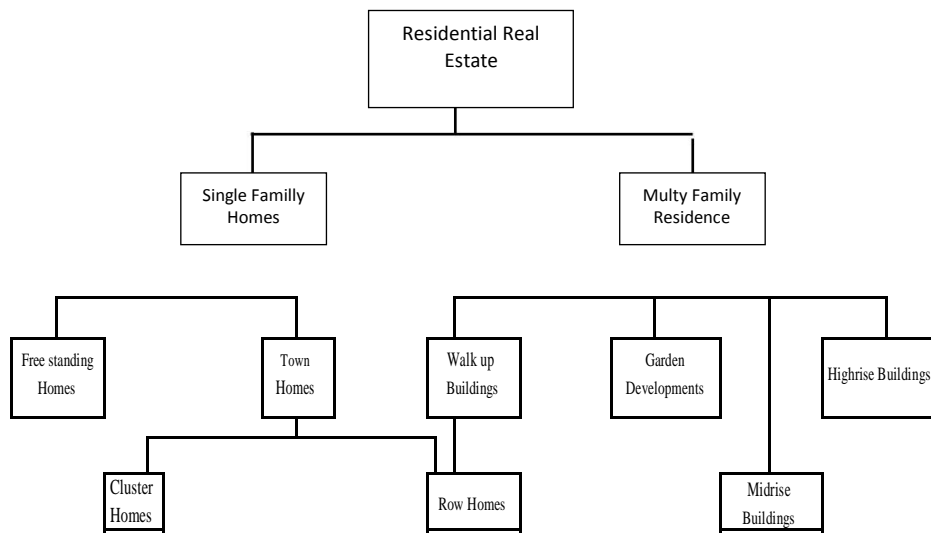 Residential Real
Estate
Single Familly
Homes
Multy Family
Residence
Free standing
Homes
Town
Homes
Walk up
Buildings
Garden
Developments
Highrise Buildings
Cluster
Homes
Row Homes
Midrise
Buildings